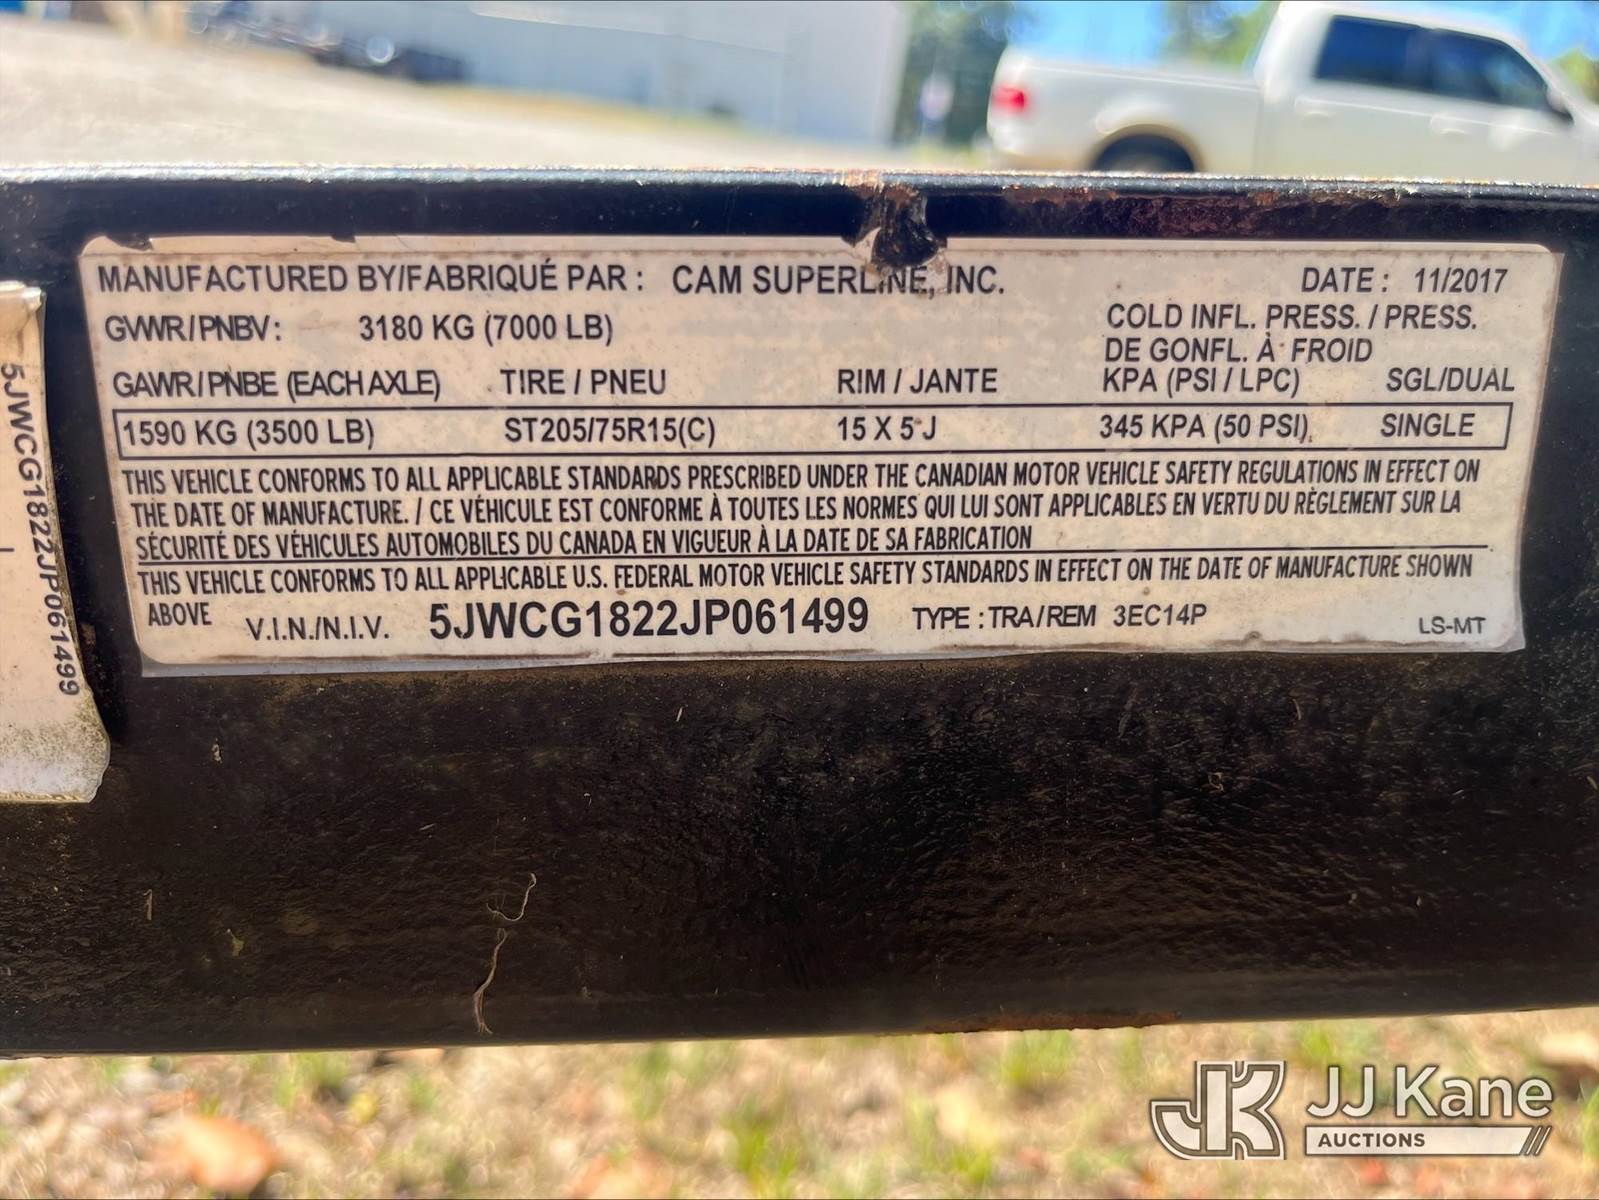 MANUFACTURED BY/FABRIQUÉ PAR : CAM SUPERLINE, INC. DATE : 11/2017
GVWR/PNBV: 3180 KG (7000 LB) COLD INFL. PRESS. / PRESS.
DE GONFL. À FROID
GAWR/PNBE (EACH AXLE) TIRE / PNEU RIM / JANTE KPA (PSI / LPC) SGL/DUAL
1590 KG (3500 LB) ST205/75R15(C) 15 X 5 J 345 KPA (50 PSI) SINGLE
THIS VEHICLE CONFORMS TO ALL APPLICABLE STANDARDS PRESCRIBED UNDER THE CANADIAN MOTOR VEHICLE SAFETY REGULATIONS IN EFFECT ON
THE DATE OF MANUFACTURE. / CE VÉHICULE EST CONFORME À TOUTES LES NORMES QUI LUI SONT APPLICABLES EN VERTU DU RÈGLEMENT SUR LA
SÉCURITÉ DES VÉHICULES AUTOMOBILES DU CANADA EN VIGUEUR À LA DATE DE SA FABRICATION
THIS VEHICLE CONFORMS TO ALL APPLICABLE U.S. FEDERAL MOTOR VEHICLE SAFETY STANDARDS IN EFFECT ON THE DATE OF MANUFACTURE SHOWN
ABOVE V.I.N./N.I.V. 5JWCG1822JP061499 TYPE : TRA/REM 3EC14P LS-MT
5JWCG1822JP061499
JK JJ Kane
AUCTIONS